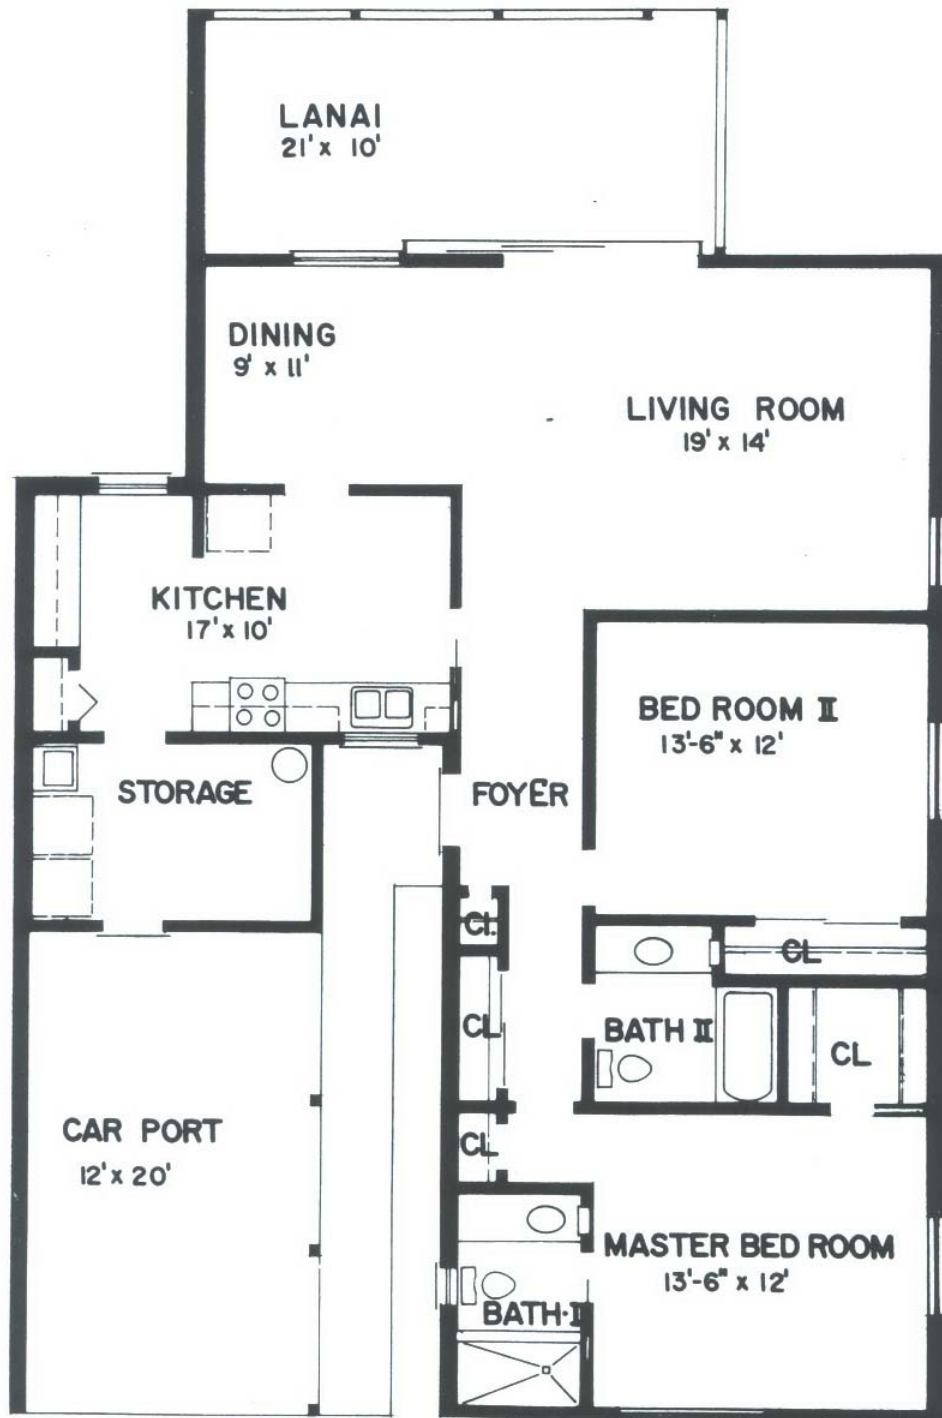 LANAI
21' x 10'
DINING
9' x 11'
LIVING ROOM
19' x 14'
KITCHEN
17' x 10'
BED ROOM II
13'-6" x 12'
STORAGE
FOYER
CL
CL
CL
BATH II
CL
CAR PORT
12' x 20'
CL
MASTER BED ROOM
13'-6" x 12'
BATH·I